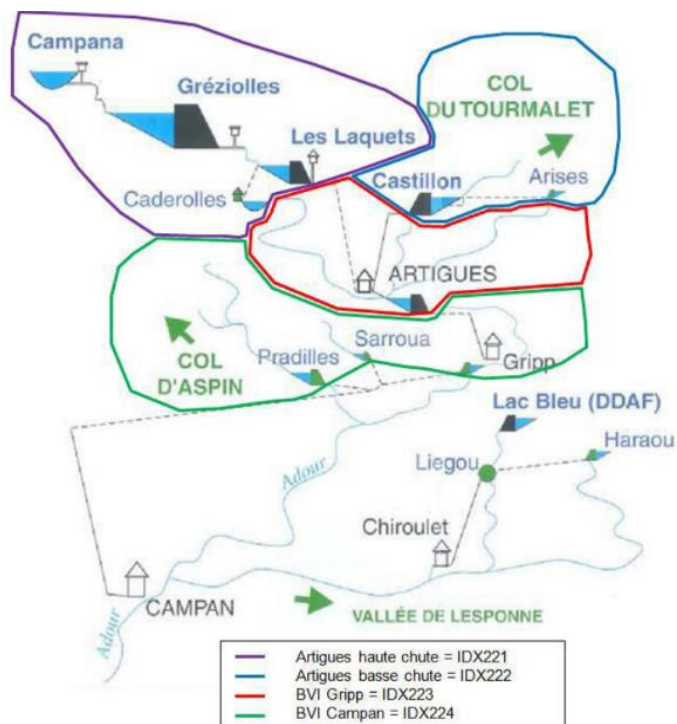 Campana
Gréziolles
COL
DU TOURMALET
Les Laquets
Caderolles
Castillon
Arises
ARTIGUES
Sarroua
Pradilles
Gripp
COL
D'ASPIN
Lac Bleu (DDAF)
Haraou
Liegou
Adour
Chiroulet
CAMPAN
VALLÉE DE LESPONNE
Adour
Artigues haute chute = IDX221
Artigues basse chute = IDX222
BVI Gripp = IDX223
BVI Campan = IDX224